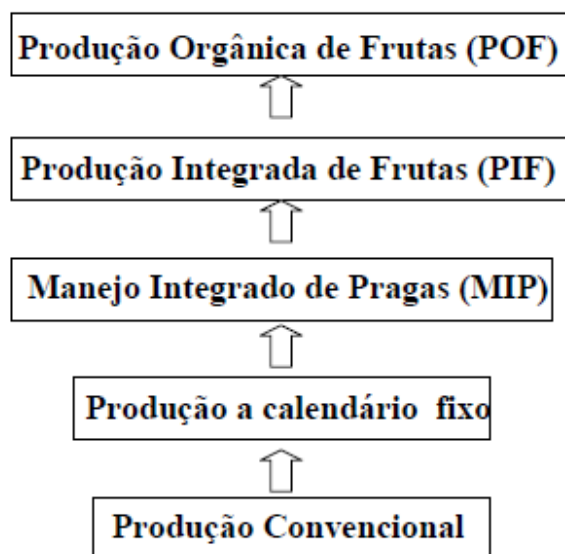 Produção Orgânica de Frutas (POF)
Produção Integrada de Frutas (PIF)
Manejo Integrado de Pragas (MIP)
Produção a calendário fixo
Produção Convencional